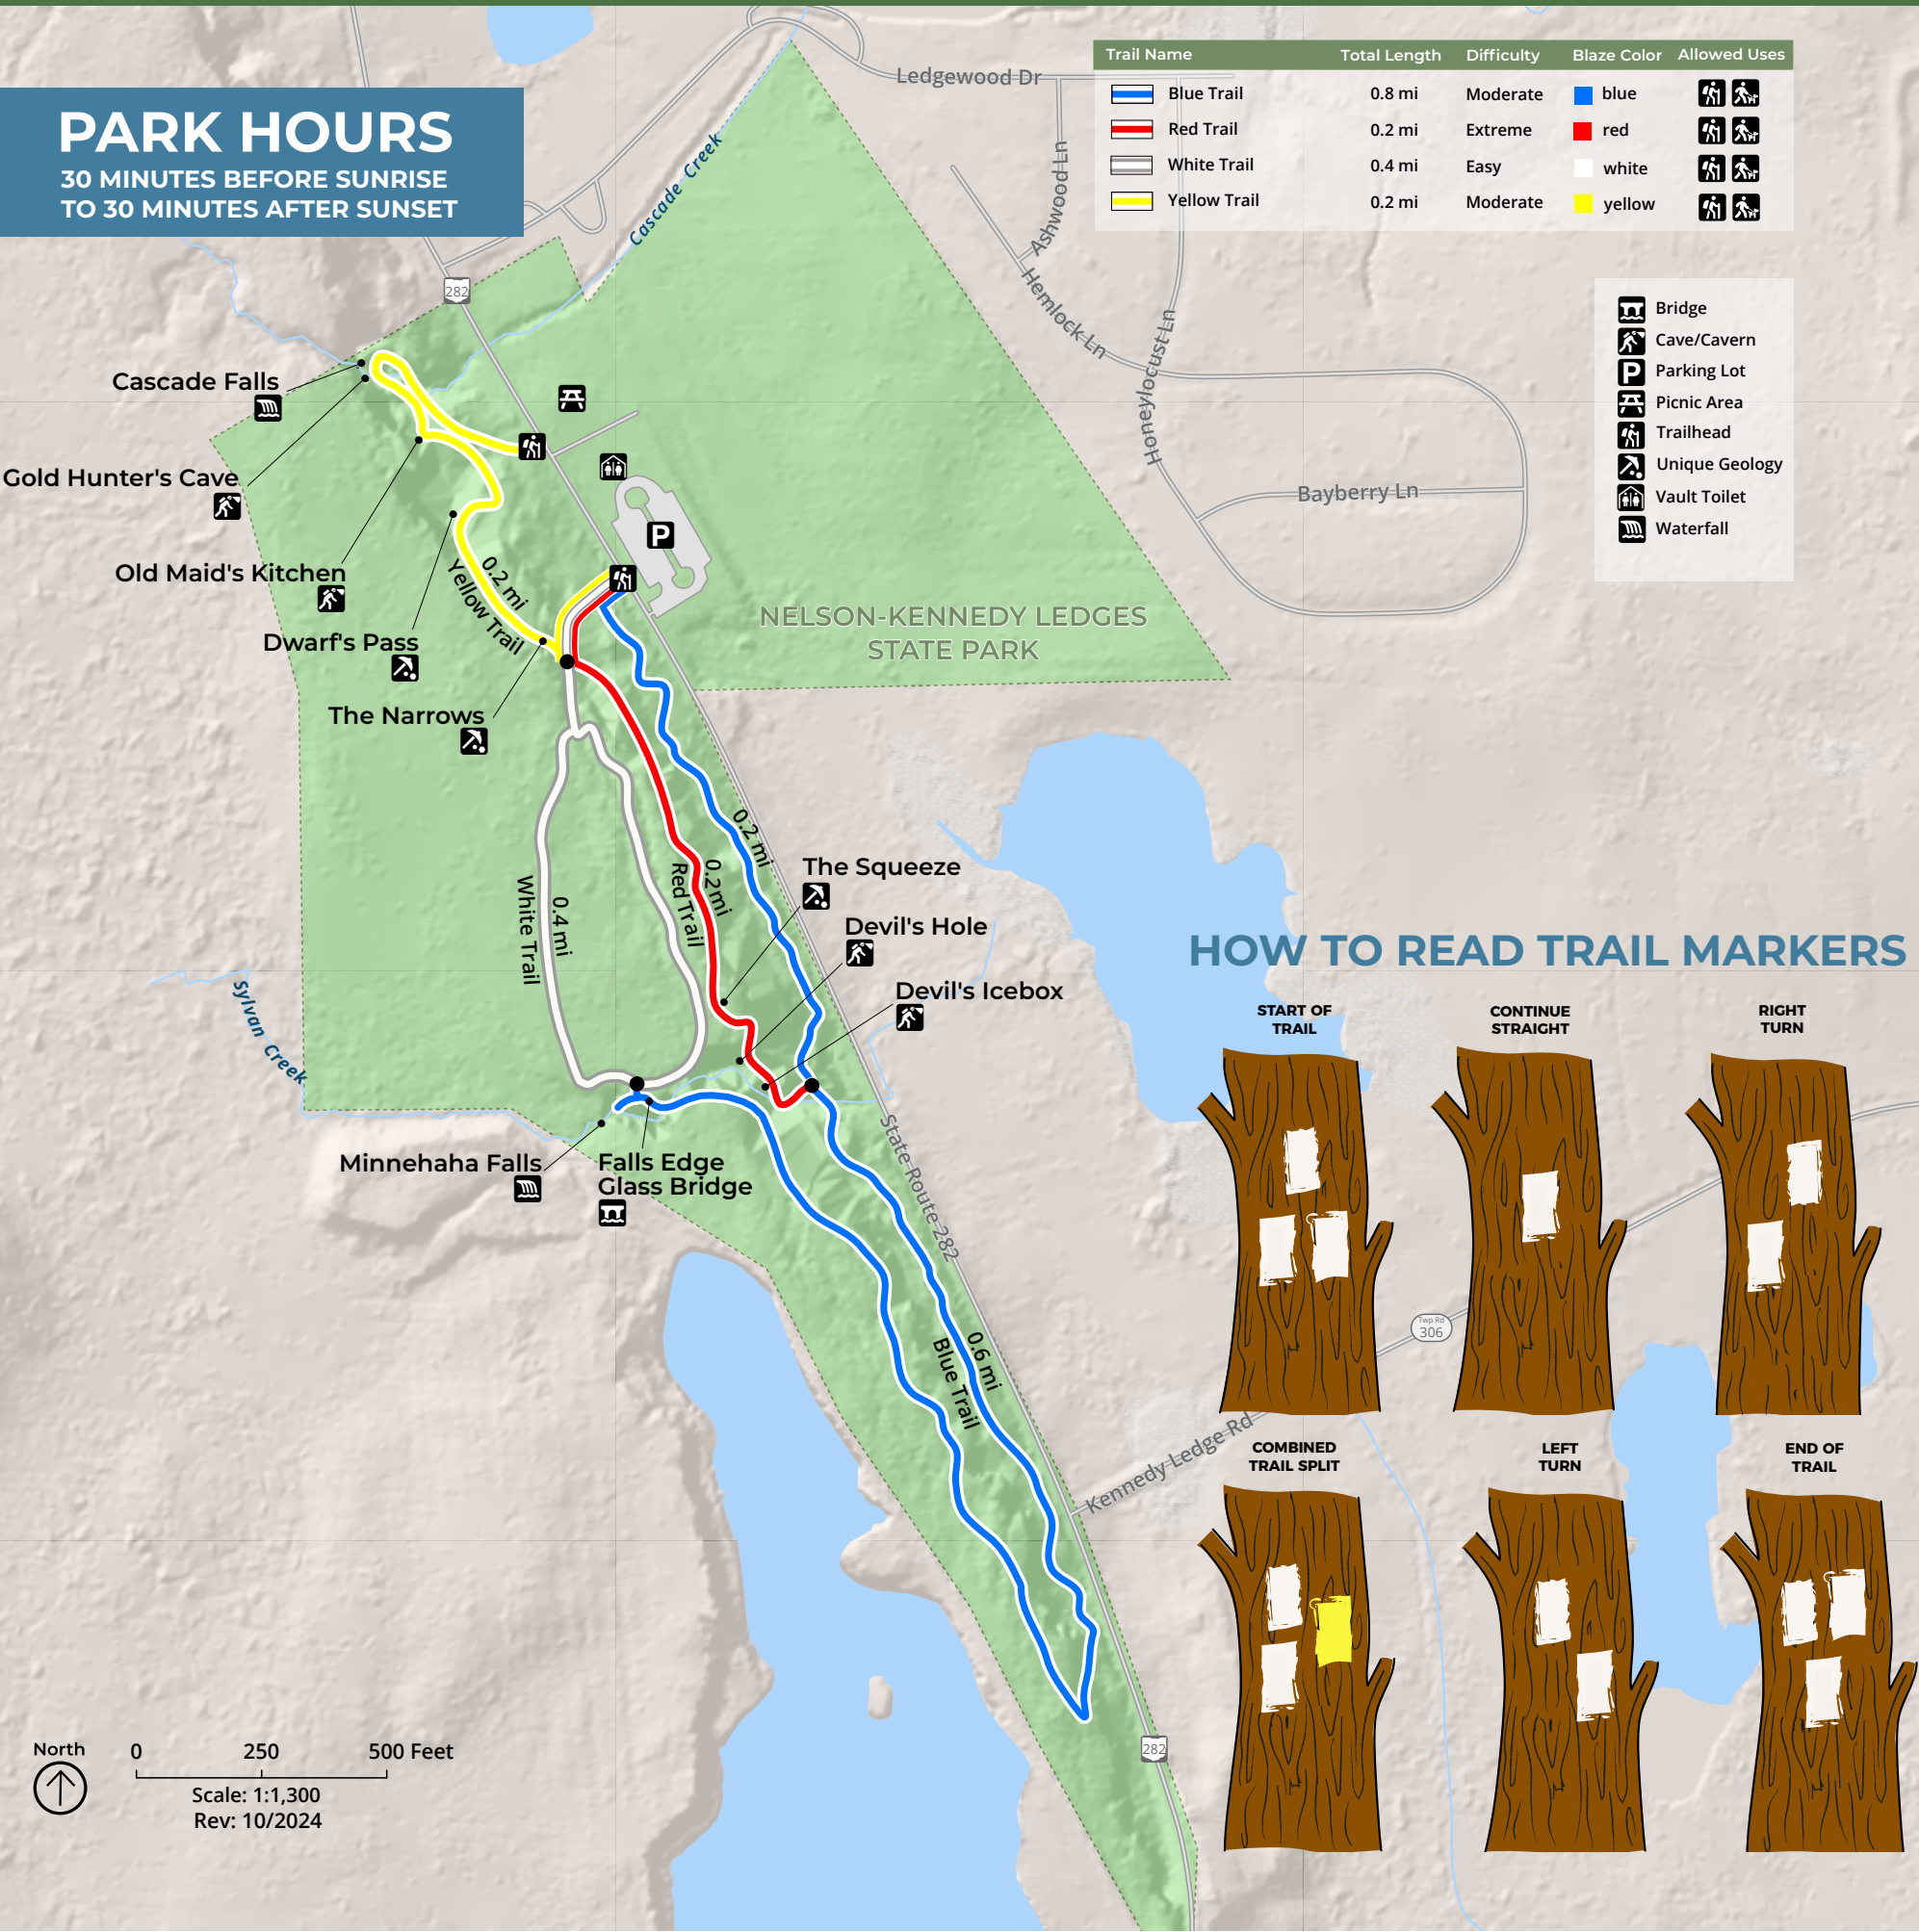 PARK HOURS
30 MINUTES BEFORE SUNRISE
TO 30 MINUTES AFTER SUNSET
Trail Name Total Length Difficulty Blaze Color Allowed Uses
Blue Trail 0.8 mi Moderate blue
Red Trail 0.2 mi Extreme red
White Trail 0.4 mi Easy white
Yellow Trail 0.2 mi Moderate yellow
Bridge
Cave/Cavern
P Parking Lot
Picnic Area
Trailhead
Unique Geology
Vault Toilet
Waterfall
Ledgewood Dr
Ashwood Ln
Hemlock Ln
Honeylocust Ln
Bayberry Ln
Cascade Creek
282
Cascade Falls
Gold Hunter's Cave
Old Maid's Kitchen
Dwarf's Pass
The Narrows
0.2 mi
Yellow Trail
P
NELSON-KENNEDY LEDGES
STATE PARK
0.2 mi
0.2mi
Red Trail
0.4 mi
White Trail
The Squeeze
Devil's Hole
Devil's Icebox
Sylvan Creek
Minnehaha Falls
Falls Edge
Glass Bridge
State Route 282
0.6 mi
Blue Trail
Kennedy Ledge Rd
Twp Rd
306
282
HOW TO READ TRAIL MARKERS
START OF
TRAIL
CONTINUE
STRAIGHT
RIGHT
TURN
COMBINED
TRAIL SPLIT
LEFT
TURN
END OF
TRAIL
North
0 250 500 Feet
Scale: 1:1,300
Rev: 10/2024